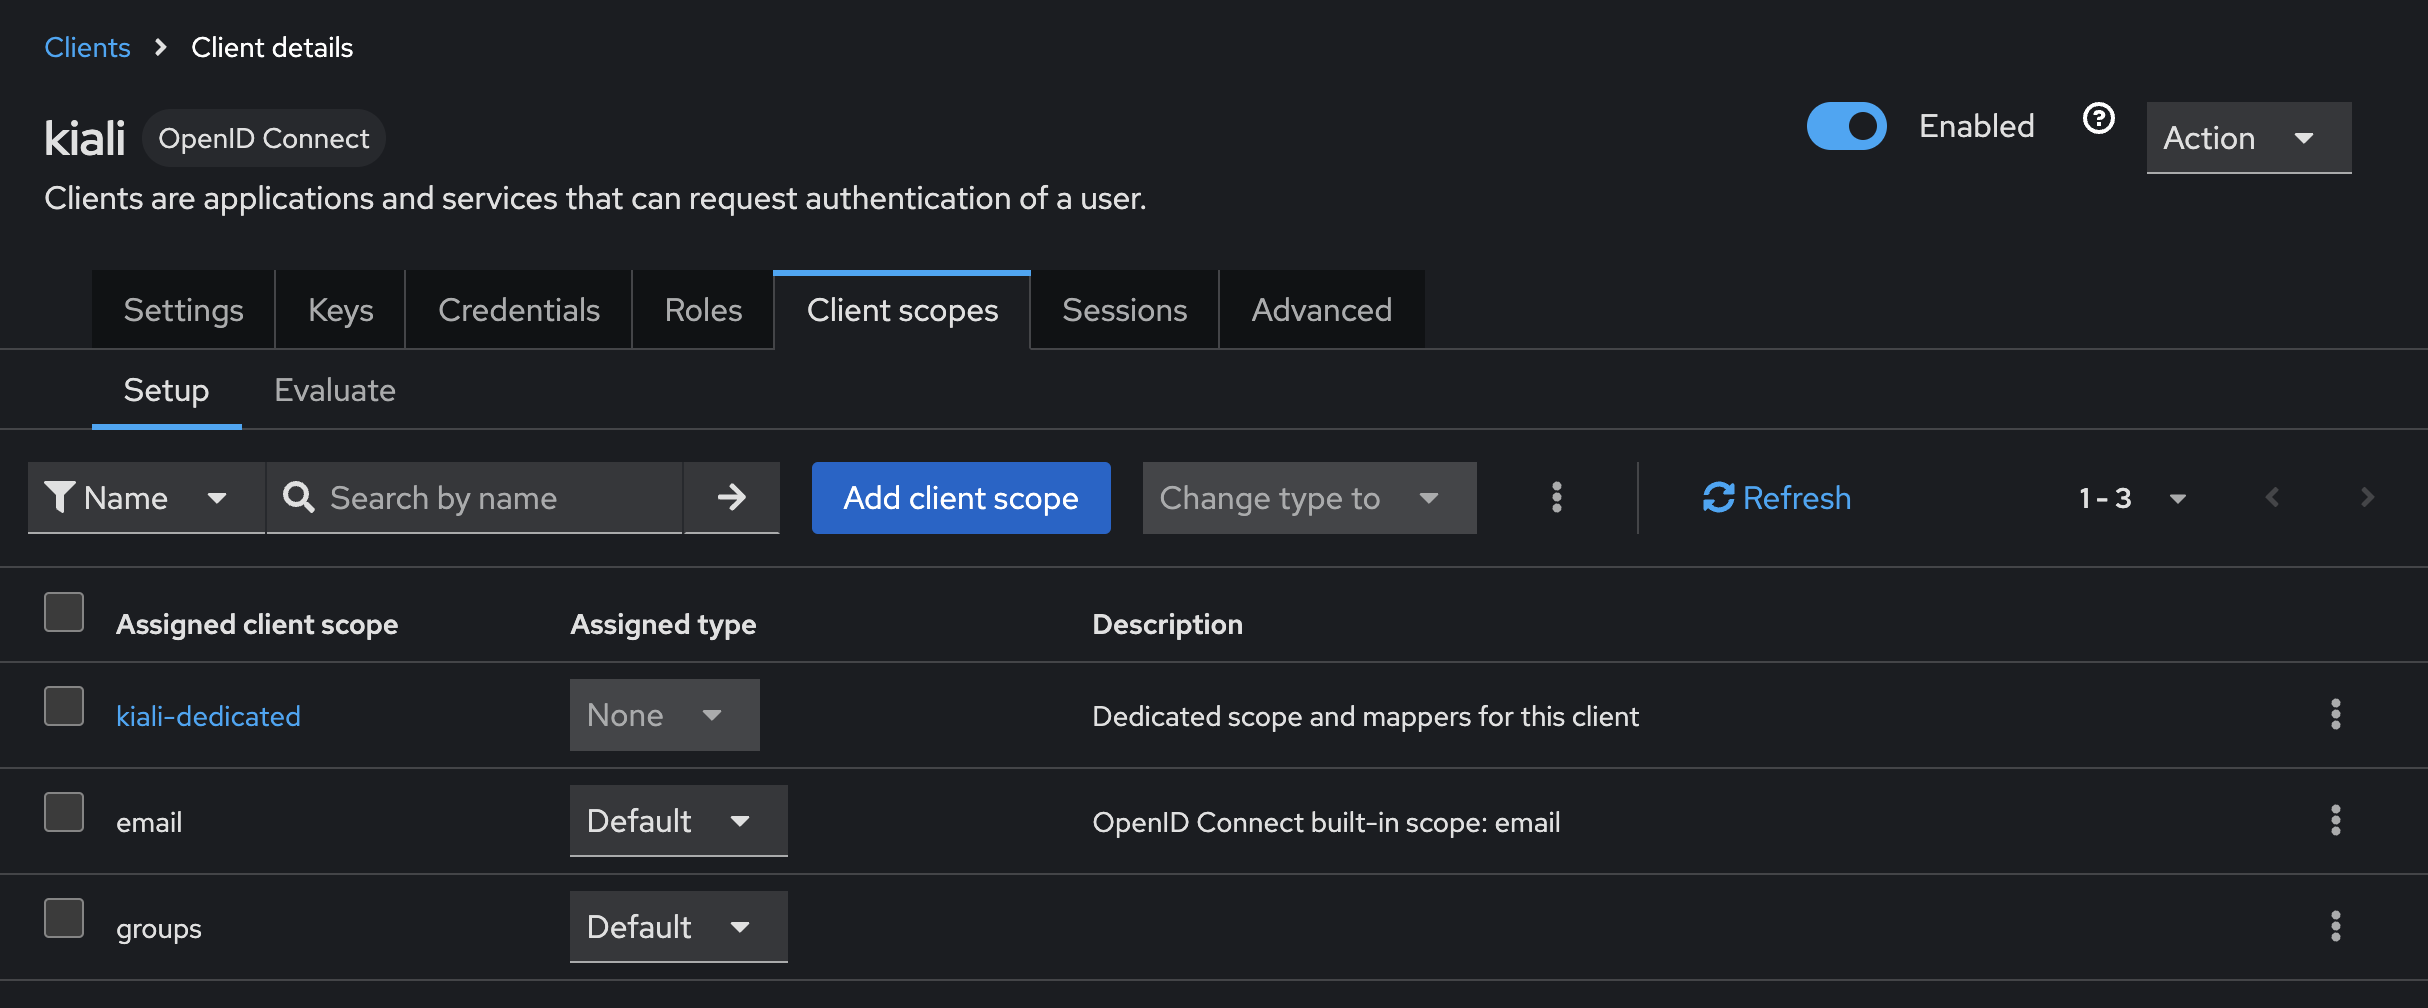 Clients > Client details
kiali OpenID Connect
Enabled
Action
Clients are applications and services that can request authentication of a user.
Settings Keys Credentials Roles Client scopes Sessions Advanced
Setup Evaluate
Name Search by name Add client scope Change type to Refresh 1 - 3
Assigned client scope Assigned type Description
kiali-dedicated None Dedicated scope and mappers for this client
email Default OpenID Connect built-in scope: email
groups Default